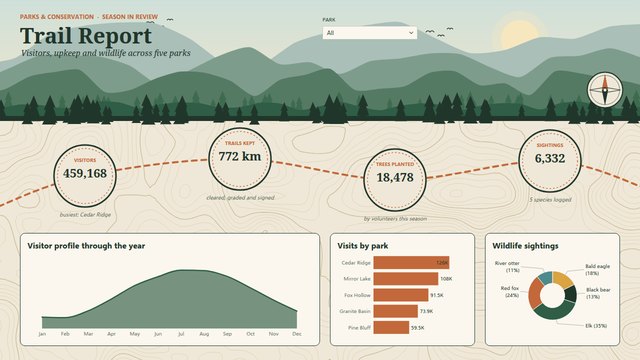 PARKS & CONSERVATION · SEASON IN REVIEW
Trail Report
Visitors, upkeep and wildlife across five parks
PARK
All
VISITORS
459,168
busiest: Cedar Ridge
TRAILS KEPT
772 km
cleared, graded and signed
TREES PLANTED
18,478
by volunteers this season
SIGHTINGS
6,332
5 species logged
Visitor profile through the year
Jan Feb Mar Apr May Jun Jul Aug Sep Oct Nov Dec
Visits by park
Cedar Ridge 126K
Mirror Lake 108K
Fox Hollow 91.5K
Granite Basin 73.9K
Pine Bluff 59.5K
Wildlife sightings
River otter (11%)
Bald eagle (18%)
Red fox (24%)
Black bear (13%)
Elk (35%)